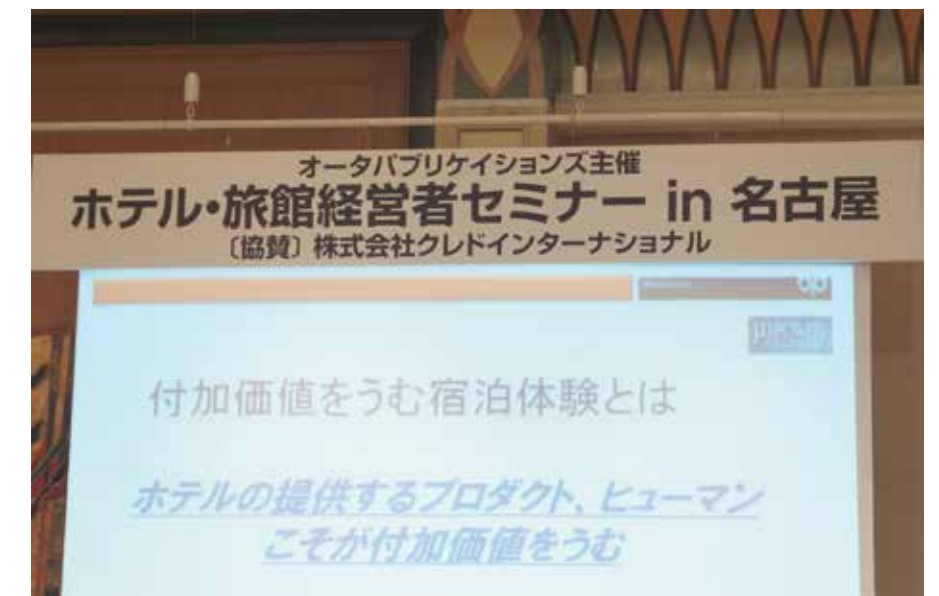 オータパブリケイションズ主催
ホテル・旅館経営者セミナー in 名古屋
〔協賛〕株式会社クレドインターナショナル
付加価値をうむ宿泊体験とは
ホテルの提供するプロダクト、ヒューマン
こそが付加価値をうむ